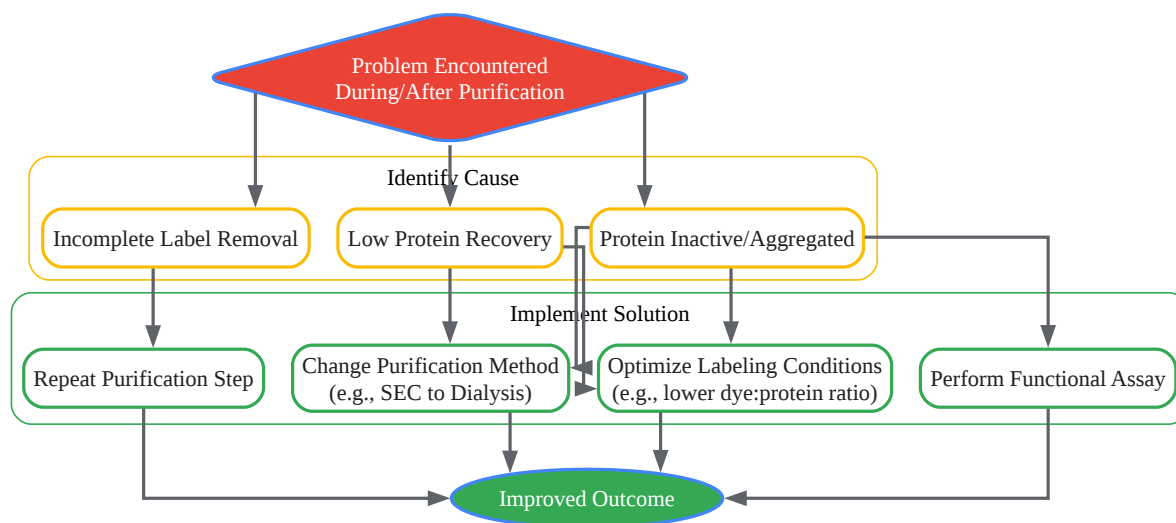 Problem Encountered
During/After Purification
Identify Cause
Incomplete Label Removal
Low Protein Recovery
Protein Inactive/Aggregated
Implement Solution
Repeat Purification Step
Change Purification Method
(e.g., SEC to Dialysis)
Optimize Labeling Conditions
(e.g., lower dye:protein ratio)
Perform Functional Assay
Improved Outcome